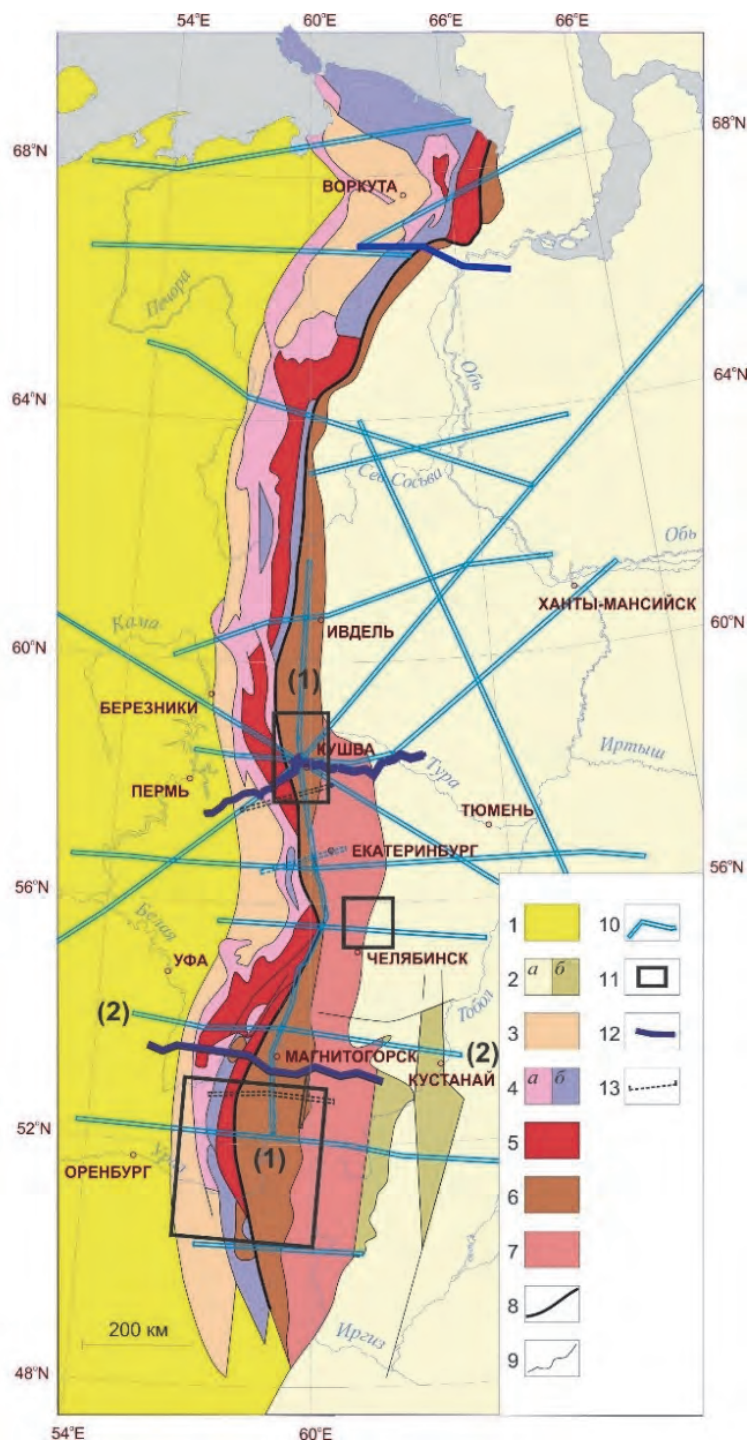 54°E
60°E
66°E
66°E
68°N
68°N
ВОРКУТА
Печора
64°N
64°N
Обь
Сев Сосьва
Обь
ХАНТЫ-МАНСИЙСК
Кама
ИВДЕЛЬ
60°N
60°N
(1)
БЕРЕЗНИКИ
КУШВА
Иртыш
ПЕРМЬ
Тура
ТЮМЕНЬ
ЕКАТЕРИНБУРГ
56°N
56°N
Белая
УФА
ЧЕЛЯБИНСК
(2)
Тобол
МАГНИТОГОРСК
(2)
КУСТАНАЙ
52°N
52°N
ОРЕНБУРГ
Урал
(1)
200 км
Иргиз
48°N
48°N
54°E
60°E
1
10
2
а
б
11
3
12
4
а
б
13
5
6
7
8
9